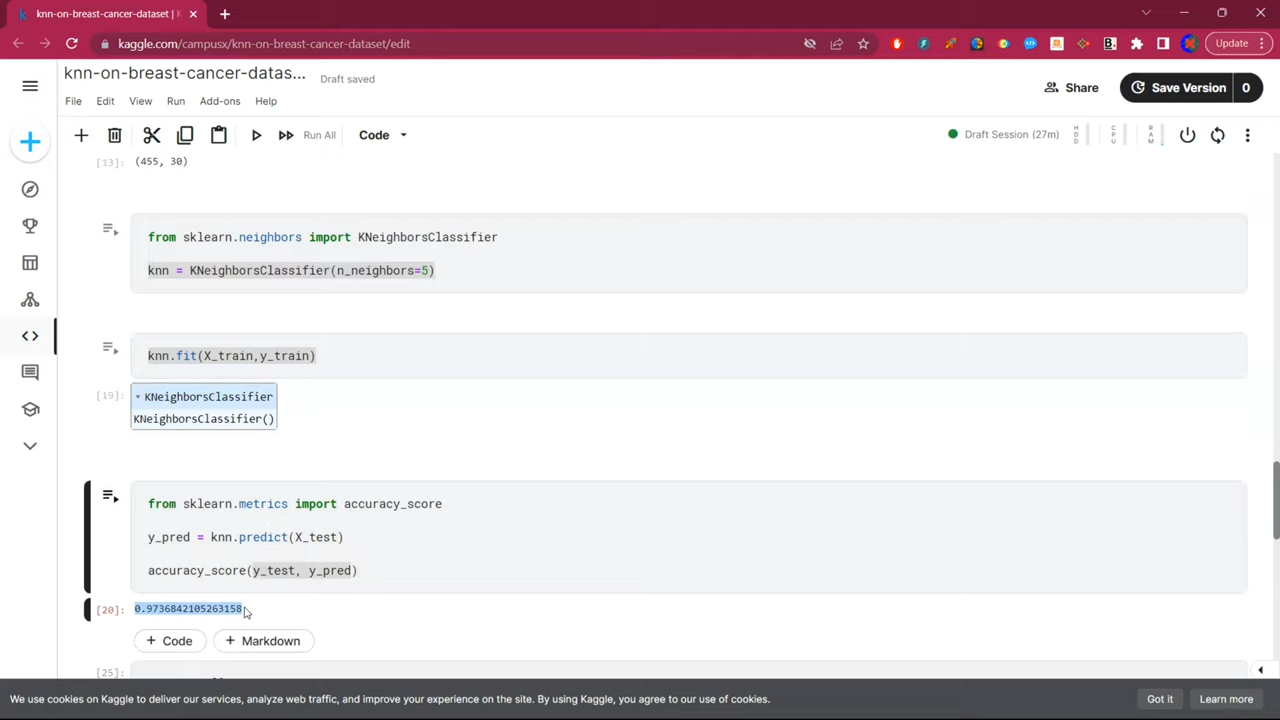 knn-on-breast-cancer-dataset |
kaggle.com/campusx/knn-on-breast-cancer-dataset/edit
Update
knn-on-breast-cancer-datas...
Draft saved
Share
Save Version
0
File Edit View Run Add-ons Help
Run All
Code
Draft Session (27m)
HDD
CPU
RAM
[13]: (455, 30)
from sklearn.neighbors import KNeighborsClassifier
knn = KNeighborsClassifier(n_neighbors=5)
knn.fit(X_train,y_train)
[19]:
KNeighborsClassifier
KNeighborsClassifier()
from sklearn.metrics import accuracy_score
y_pred = knn.predict(X_test)
accuracy_score(y_test, y_pred)
[20]: 0.9736842105263158
+ Code
+ Markdown
[25]:
We use cookies on Kaggle to deliver our services, analyze web traffic, and improve your experience on the site. By using Kaggle, you agree to our use of cookies.
Got it
Learn more